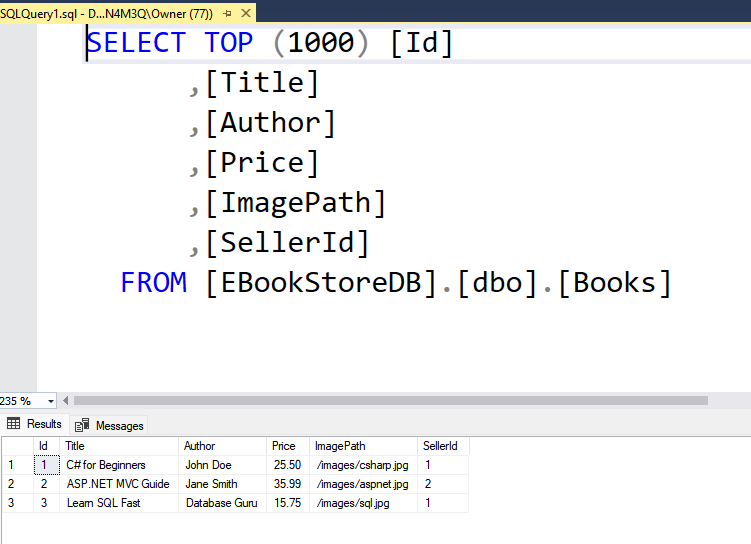 SQLQuery1.sql - D...N4M3Q\Owner (77))
SELECT TOP (1000) [Id]
,[Title]
,[Author]
,[Price]
,[ImagePath]
,[SellerId]
FROM [EBookStoreDB].[dbo].[Books]
235 %
Results Messages
Id Title Author Price ImagePath SellerId
1 1 C# for Beginners John Doe 25.50 /images/csharp.jpg 1
2 2 ASP.NET MVC Guide Jane Smith 35.99 /images/aspnet.jpg 2
3 3 Learn SQL Fast Database Guru 15.75 /images/sql.jpg 1